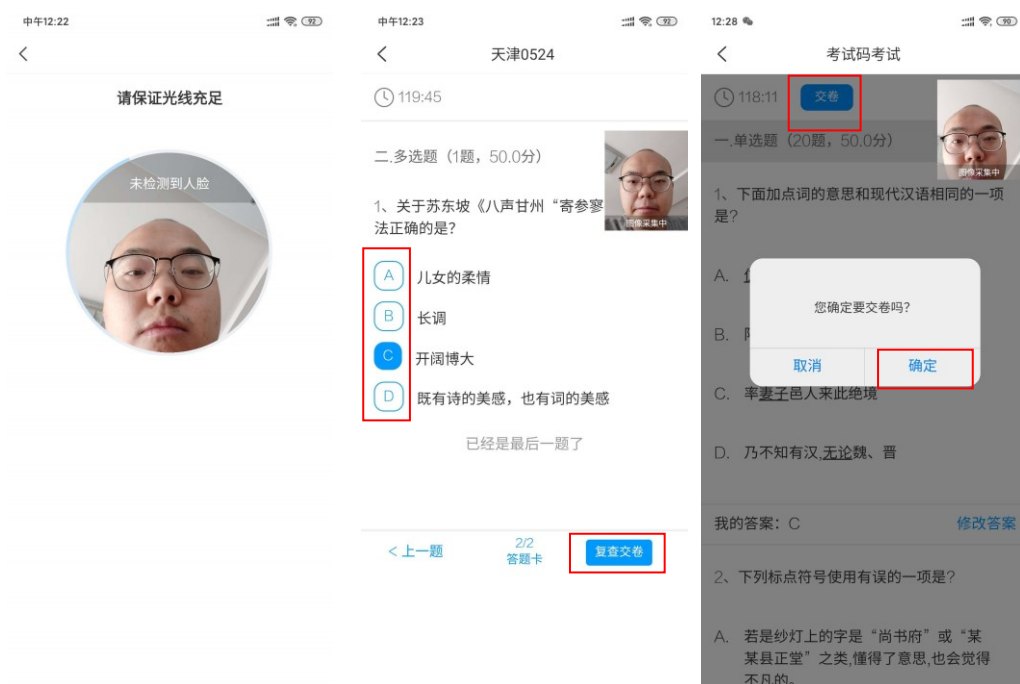 中午12:22
92
请保证光线充足
未检测到人脸
中午12:23
92
天津0524
119:45
二.多选题（1题，50.0分）
1、关于苏东坡《八声甘州“寄参寥
法正确的是?
图像采集中
A 儿女的柔情
B 长调
C 开阔博大
D 既有诗的美感，也有词的美感
已经是最后一题了
<上一题
2/2
答题卡
复查交卷
12:28
90
考试码考试
118:11
交卷
一.单选题（20题，50.0分）
图像采集中
1、下面加点词的意思和现代汉语相同的一项
是?
A.
B.
您确定要交卷吗?
取消
确定
C. 率妻子邑人来此绝境
D. 乃不知有汉,无论魏、晋
我的答案：C
修改答案
2、下列标点符号使用有误的一项是?
A. 若是纱灯上的字是“尚书府”或“某
某县正堂”之类,懂得了意思,也会觉得
不凡的。